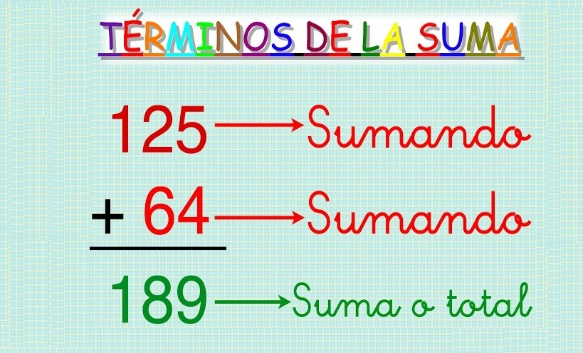 TÉRMINOS DE LA SUMA
125 Sumando
+ 64 Sumando
189 Suma o total